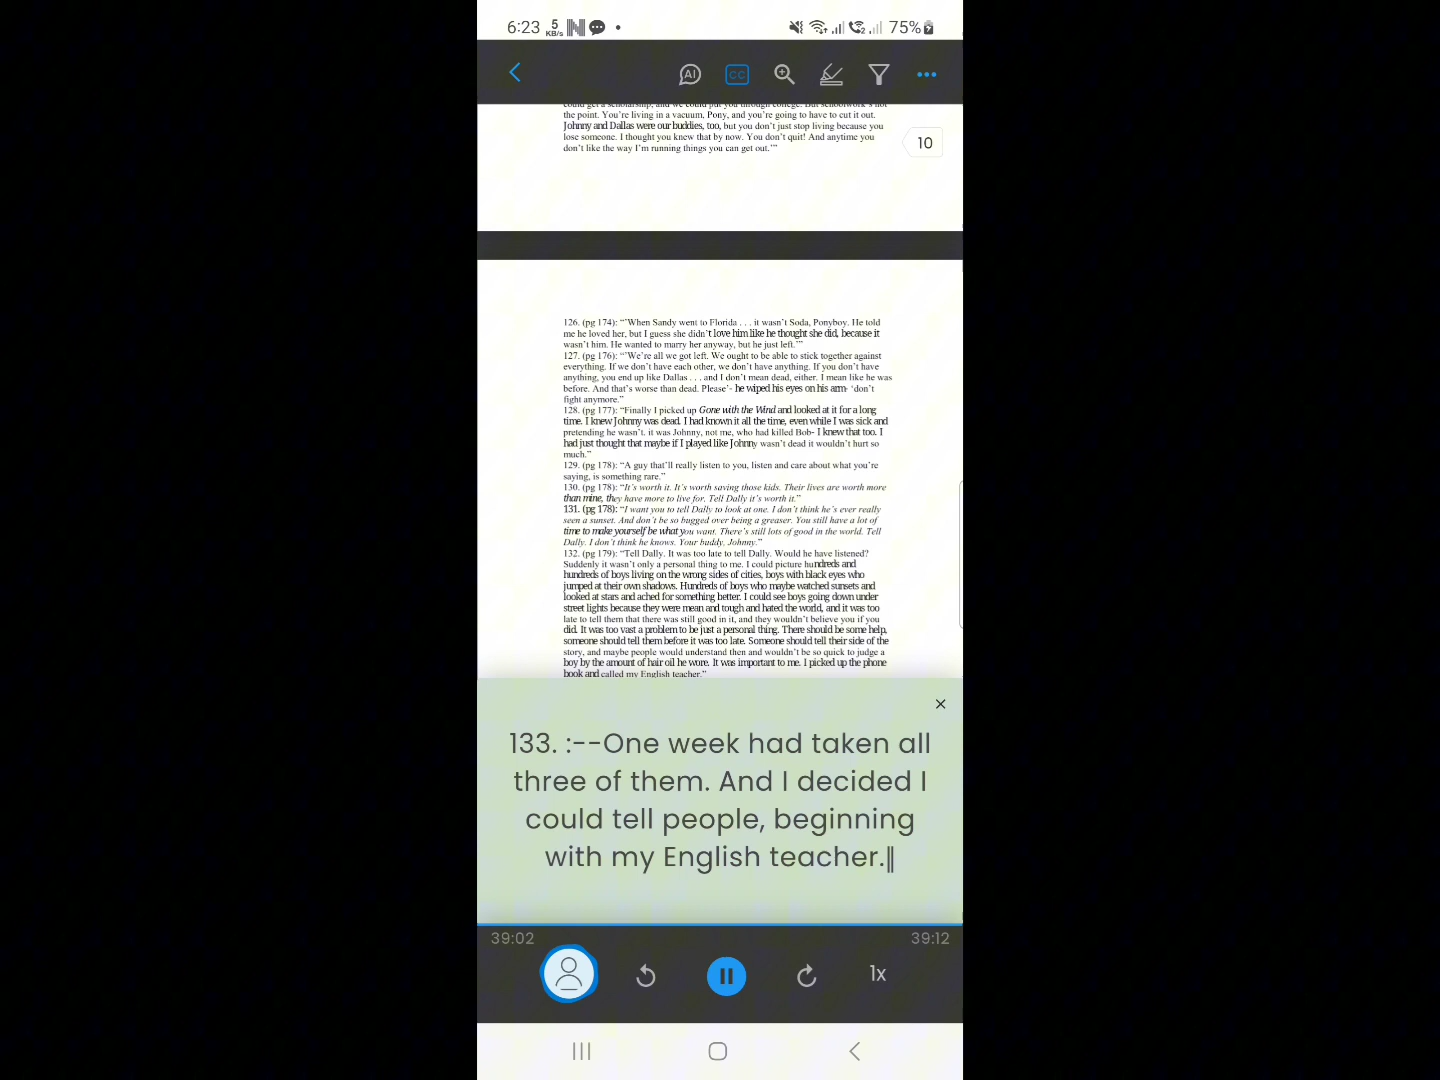 6:23 5 KB/s 75%
AI CC
could get a scholarship, and we could put you through college. But schoolwork's not
the point. You're living in a vacuum, Pony, and you're going to have to cut it out.
Johnny and Dallas were our buddies, too, but you don't just stop living because you
lose someone. I thought you knew that by now. You don't quit! And anytime you
don't like the way I'm running things you can get out.'"
10
126. (pg 174): "'When Sandy went to Florida . . . it wasn't Soda, Ponyboy. He told
me he loved her, but I guess she didn't love him like he thought she did, because it
wasn't him. He wanted to marry her anyway, but he just left.'"
127. (pg 176): "'We're all we got left. We ought to be able to stick together against
everything. If we don't have each other, we don't have anything. If you don't have
anything, you end up like Dallas . . . and I don't mean dead, either. I mean like he was
before. And that's worse than dead. Please'- he wiped his eyes on his arm- 'don't
fight anymore."
128. (pg 177): "Finally I picked up Gone with the Wind and looked at it for a long
time. I knew Johnny was dead. I had known it all the time, even while I was sick and
pretending he wasn't. it was Johnny, not me, who had killed Bob- I knew that too. I
had just thought that maybe if I played like Johnny wasn't dead it wouldn't hurt so
much."
129. (pg 178): "A guy that'll really listen to you, listen and care about what you're
saying, is something rare."
130. (pg 178): "It's worth it. It's worth saving those kids. Their lives are worth more
than mine, they have more to live for. Tell Dally it's worth it."
131. (pg 178): "I want you to tell Dally to look at one. I don't think he's ever really
seen a sunset. And don't be so bugged over being a greaser. You still have a lot of
time to make yourself be what you want. There's still lots of good in the world. Tell
Dally. I don't think he knows. Your buddy, Johnny."
132. (pg 179): "Tell Dally. It was too late to tell Dally. Would he have listened?
Suddenly it wasn't only a personal thing to me. I could picture hundreds and
hundreds of boys living on the wrong sides of cities, boys with black eyes who
jumped at their own shadows. Hundreds of boys who maybe watched sunsets and
looked at stars and ached for something better. I could see boys going down under
street lights because they were mean and tough and hated the world, and it was too
late to tell them that there was still good in it, and they wouldn't believe you if you
did. It was too vast a problem to be just a personal thing. There should be some help,
someone should tell them before it was too late. Someone should tell their side of the
story, and maybe people would understand then and wouldn't be so quick to judge a
boy by the amount of hair oil he wore. It was important to me. I picked up the phone
book and called my English teacher."
133. :--One week had taken all
three of them. And I decided I
could tell people, beginning
with my English teacher.‖
39:02 39:12
1x